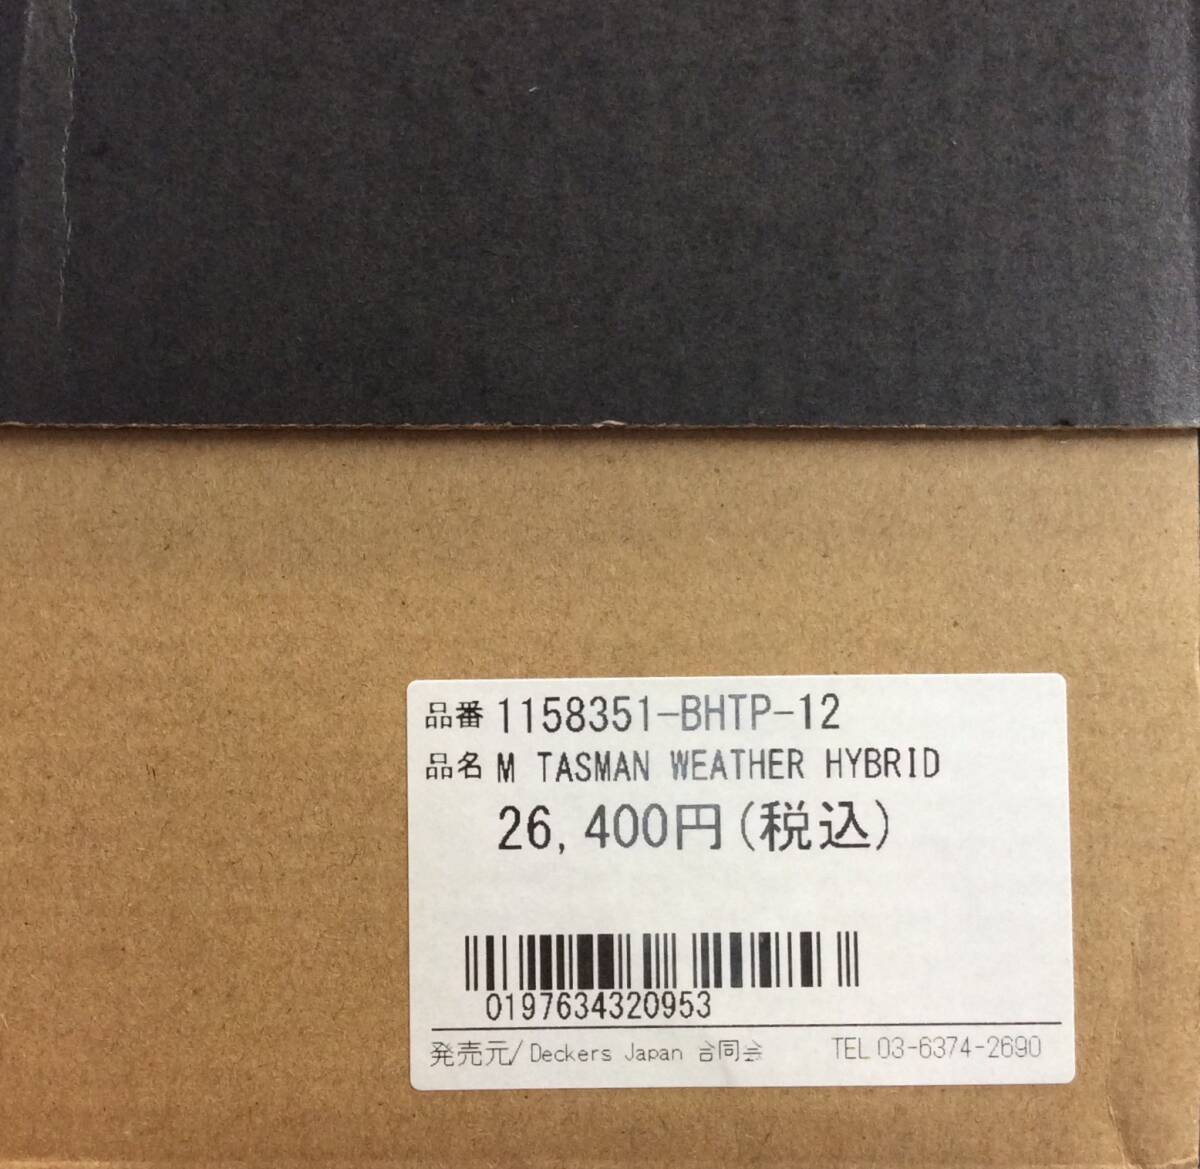 品番 1158351-BHTP-12
品名 M TASMAN WEATHER HYBRID
26,400円(税込)
0197634320953
発売元/Deckers Japan 合同会
TEL 03-6374-2690